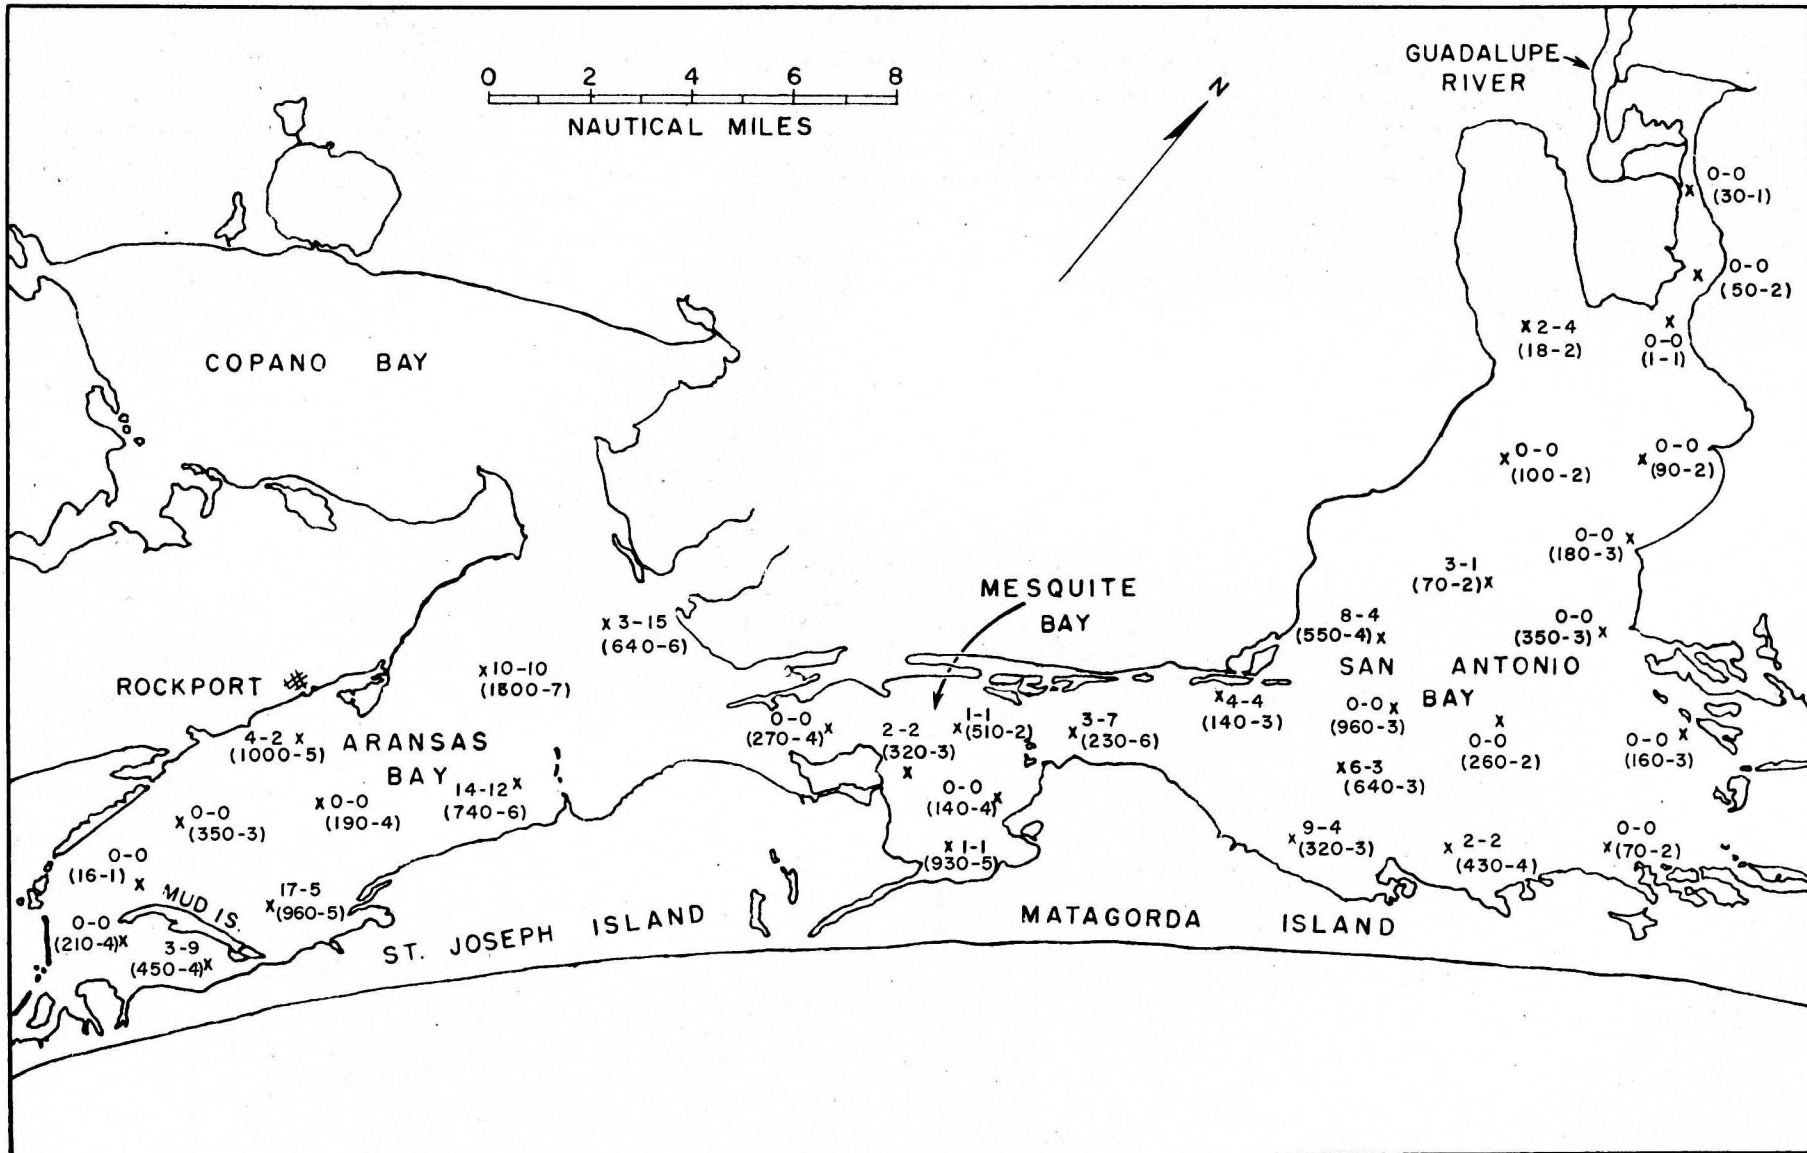 0 2 4 6 8
NAUTICAL MILES
N
GUADALUPE
RIVER
0-0
(30-1)
0-0
(50-2)
x 2-4
(18-2)
0-0
(1-1)
COPANO BAY
x 0-0
(100-2)
x 0-0
(90-2)
0-0 x
(180-3)
3-1
(70-2) x
MESQUITE
BAY
x 3-15
(640-6)
8-4
(550-4) x
0-0 x
(350-3)
SAN ANTONIO
BAY
ROCKPORT
x 10-10
(1800-7)
x 4-4
(140-3)
0-0 x
(960-3)
x
0-0
(260-2)
0-0 x
(160-3)
4-2 x
(1000-5)
ARANSAS
BAY
0-0 x
(270-4)
2-2
(320-3)
x
x 1-1
(510-2)
x 3-7
(230-6)
x 6-3
(640-3)
14-12 x
(740-6)
x 0-0
(190-4)
x 0-0
(350-3)
0-0
(140-4) x
x 1-1
(930-5)
x 9-4
(320-3)
x 2-2
(430-4)
0-0
x (70-2)
0-0
(16-1) x
MUD IS.
17-5
x (960-5)
0-0
(210-4) x
3-9
(450-4) x
ST. JOSEPH ISLAND
MATAGORDA ISLAND